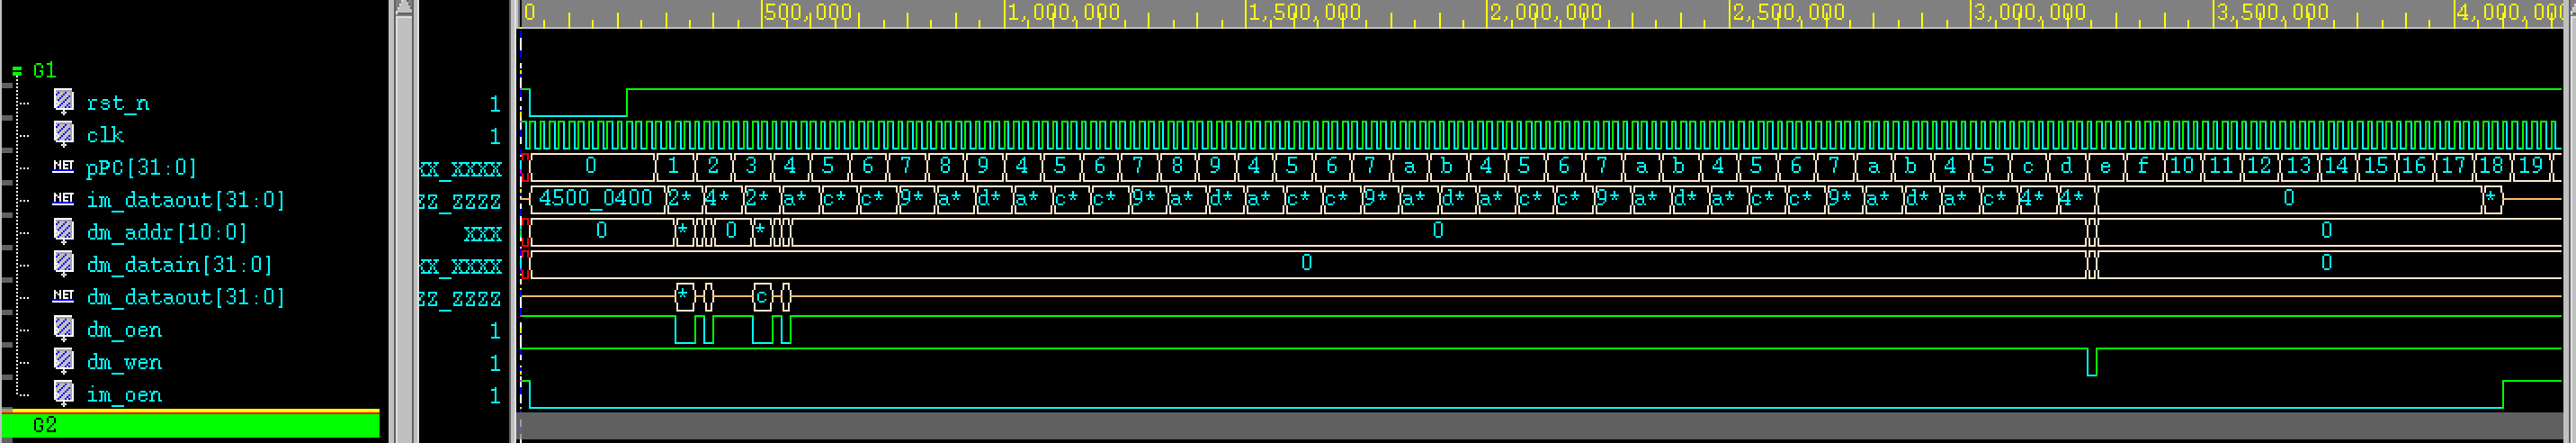 0 500,000 1,000,000 1,500,000 2,000,000 2,500,000 3,000,000 3,500,000 4,000,000
G1
rst_n 1
clk 1
pPC[31:0] XX_XXXX 0 1 2 3 4 5 6 7 8 9 4 5 6 7 8 9 4 5 6 7 a b 4 5 6 7 a b 4 5 6 7 a b 4 5 c d e f 10 11 12 13 14 15 16 17 18 19
im_dataout[31:0] ZZ_ZZZZ 4500_0400 2* 4* 2* a* c* c* 9* a* d* a* c* c* 9* a* d* a* c* c* 9* a* d* a* c* c* 9* a* d* a* c* c* 9* a* d* a* c* 4* 4* 0 *
dm_addr[10:0] XXX 0 * 0 * 0 0
dm_datain[31:0] XX_XXXX 0 0
dm_dataout[31:0] ZZ_ZZZZ * c
dm_oen 1
dm_wen 1
im_oen 1
G2